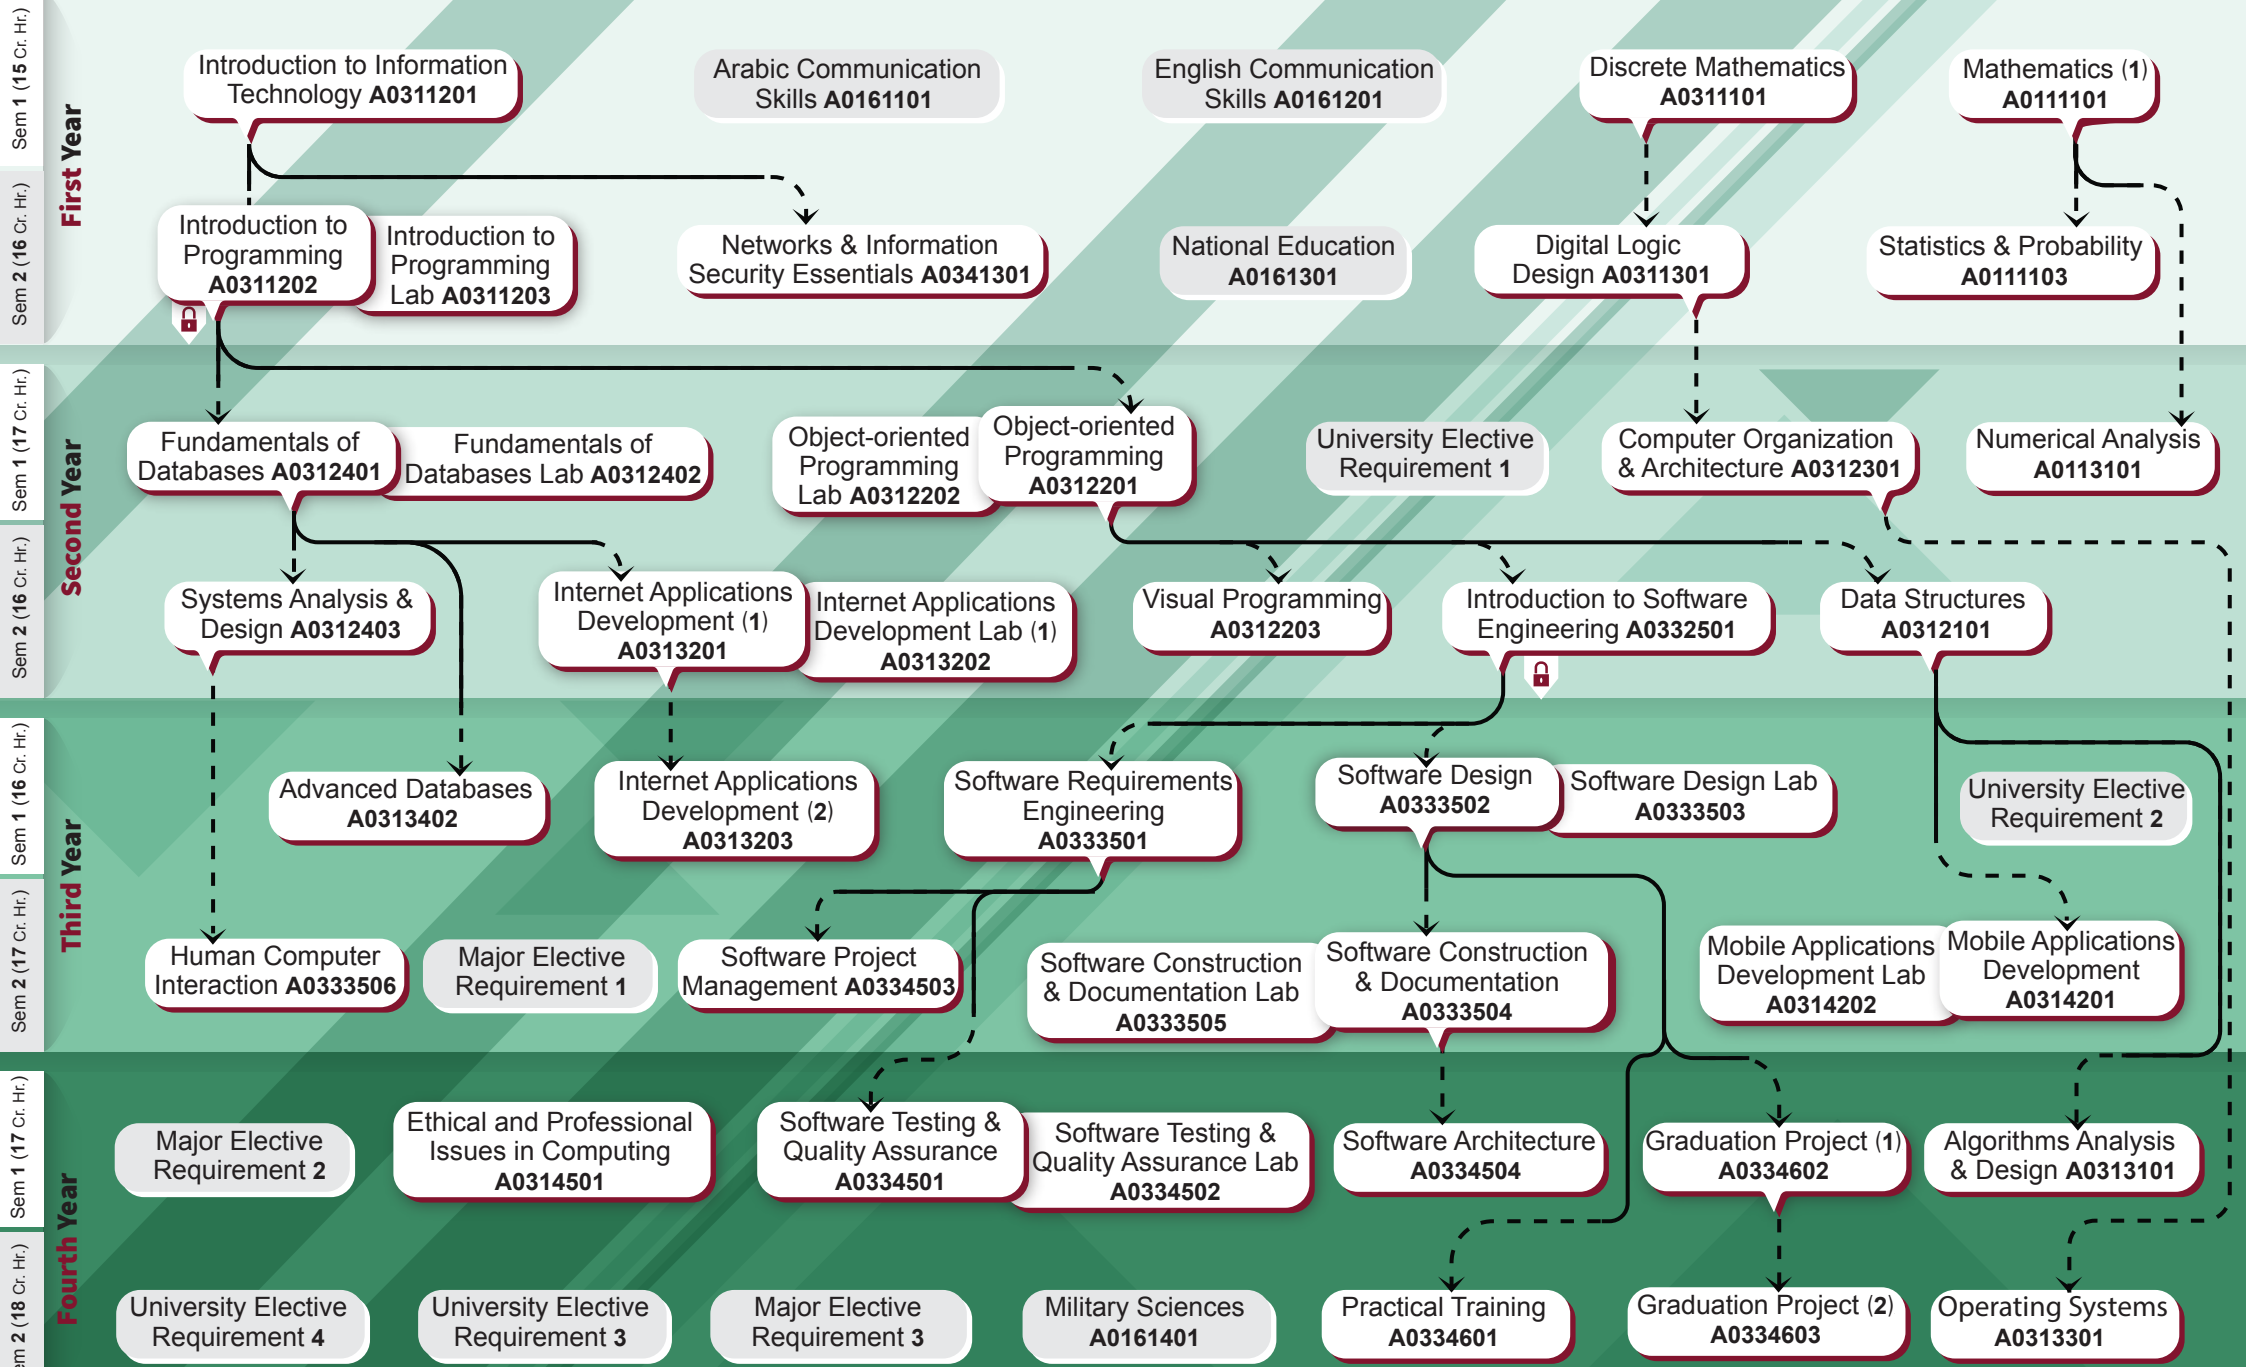 Sem 1 (15 Cr. Hr.)
First Year
Introduction to Information
Technology A0311201
Arabic Communication
Skills A0161101
English Communication
Skills A0161201
Discrete Mathematics
A0311101
Mathematics (1)
A0111101
Sem 2 (16 Cr. Hr.)
Introduction to
Programming
A0311202
Introduction to
Programming
Lab A0311203
Networks & Information
Security Essentials A0341301
National Education
A0161301
Digital Logic
Design A0311301
Statistics & Probability
A0111103
Sem 1 (17 Cr. Hr.)
Second Year
Fundamentals of
Databases A0312401
Fundamentals of
Databases Lab A0312402
Object-oriented
Programming
Lab A0312202
Object-oriented
Programming
A0312201
University Elective
Requirement 1
Computer Organization
& Architecture A0312301
Numerical Analysis
A0113101
Sem 2 (16 Cr. Hr.)
Systems Analysis &
Design A0312403
Internet Applications
Development (1)
A0313201
Internet Applications
Development Lab (1)
A0313202
Visual Programming
A0312203
Introduction to Software
Engineering A0332501
Data Structures
A0312101
Sem 1 (16 Cr. Hr.)
Third Year
Advanced Databases
A0313402
Internet Applications
Development (2)
A0313203
Software Requirements
Engineering
A0333501
Software Design
A0333502
Software Design Lab
A0333503
University Elective
Requirement 2
Sem 2 (17 Cr. Hr.)
Human Computer
Interaction A0333506
Major Elective
Requirement 1
Software Project
Management A0334503
Software Construction
& Documentation Lab
A0333505
Software Construction
& Documentation
A0333504
Mobile Applications
Development Lab
A0314202
Mobile Applications
Development
A0314201
Sem 1 (17 Cr. Hr.)
Fourth Year
Major Elective
Requirement 2
Ethical and Professional
Issues in Computing
A0314501
Software Testing &
Quality Assurance
A0334501
Software Testing &
Quality Assurance Lab
A0334502
Software Architecture
A0334504
Graduation Project (1)
A0334602
Algorithms Analysis
& Design A0313101
em 2 (18 Cr. Hr.)
University Elective
Requirement 4
University Elective
Requirement 3
Major Elective
Requirement 3
Military Sciences
A0161401
Practical Training
A0334601
Graduation Project (2)
A0334603
Operating Systems
A0313301